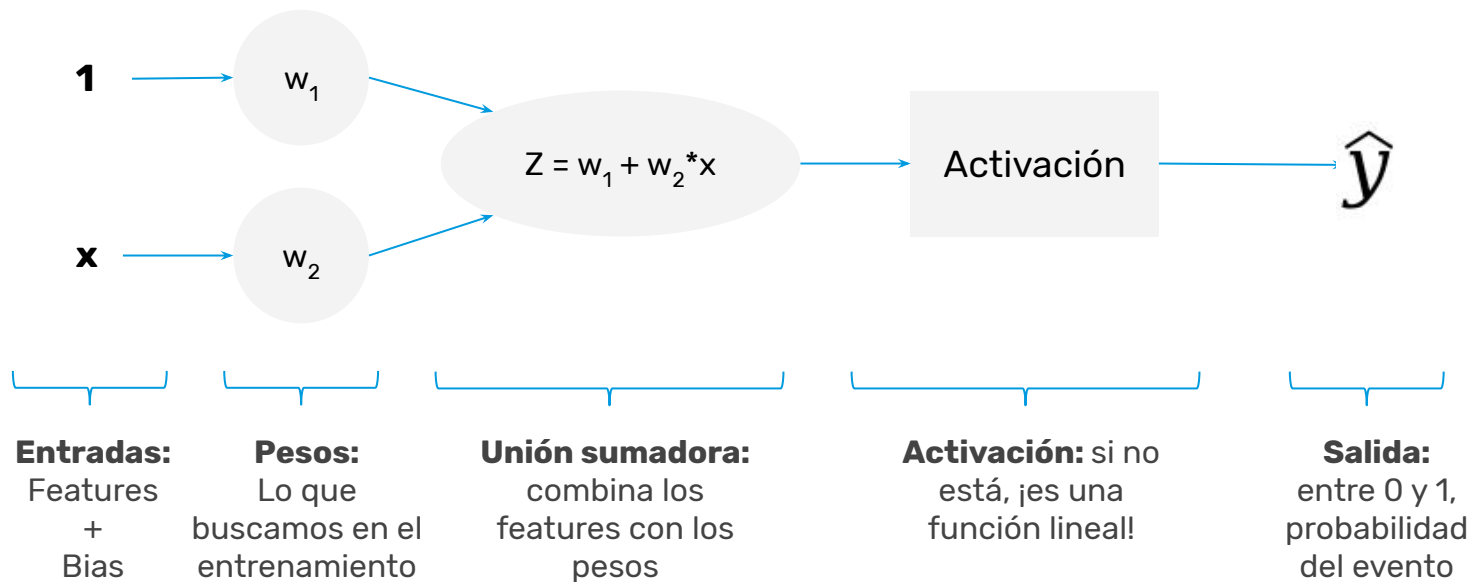 1
w1
x
w2
Z = w1 + w2*x
Activación
ŷ
Entradas:
Features
+
Bias
Pesos:
Lo que
buscamos en el
entrenamiento
Unión sumadora:
combina los
features con los
pesos
Activación: si no
está, ¡es una
función lineal!
Salida:
entre 0 y 1,
probabilidad
del evento